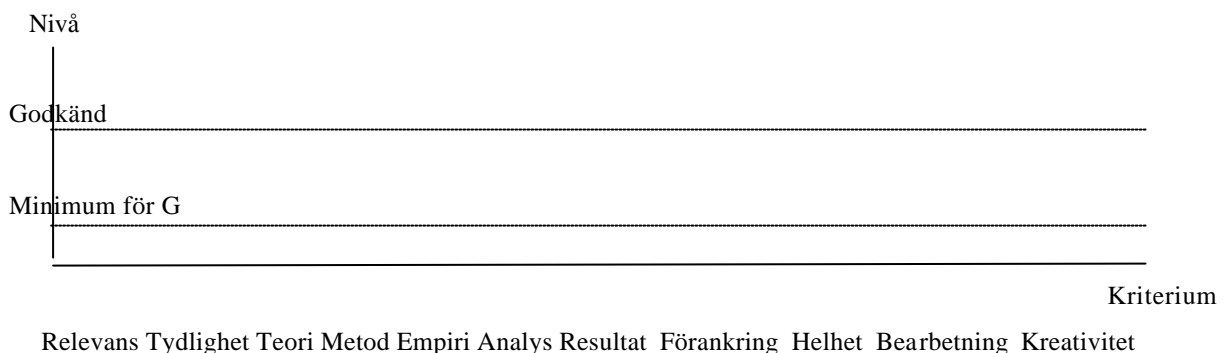 Nivå
Godkänd
Minimum för G
Kriterium
Relevans Tydlighet Teori Metod Empiri Analys Resultat Förankring Helhet Bearbetning Kreativitet